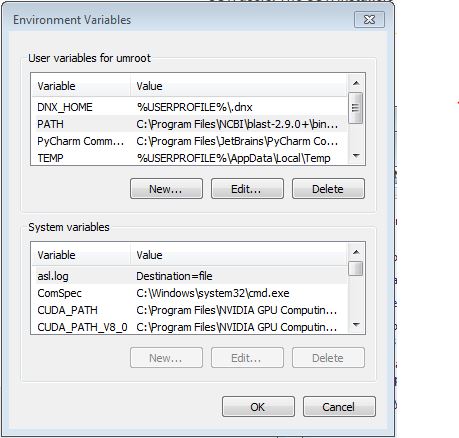 Environment Variables
User variables for umroot
Variable Value
DNX_HOME %USERPROFILE%\.dnx
PATH C:\Program Files\NCBI\blast-2.9.0+\bin...
PyCharm Comm... C:\Program Files\JetBrains\PyCharm Co...
TEMP %USERPROFILE%\AppData\Local\Temp
New... Edit... Delete
System variables
Variable Value
asl.log Destination=file
ComSpec C:\Windows\system32\cmd.exe
CUDA_PATH C:\Program Files\NVIDIA GPU Computin...
CUDA_PATH_V8_0 C:\Program Files\NVIDIA GPU Computin...
New... Edit... Delete
OK Cancel